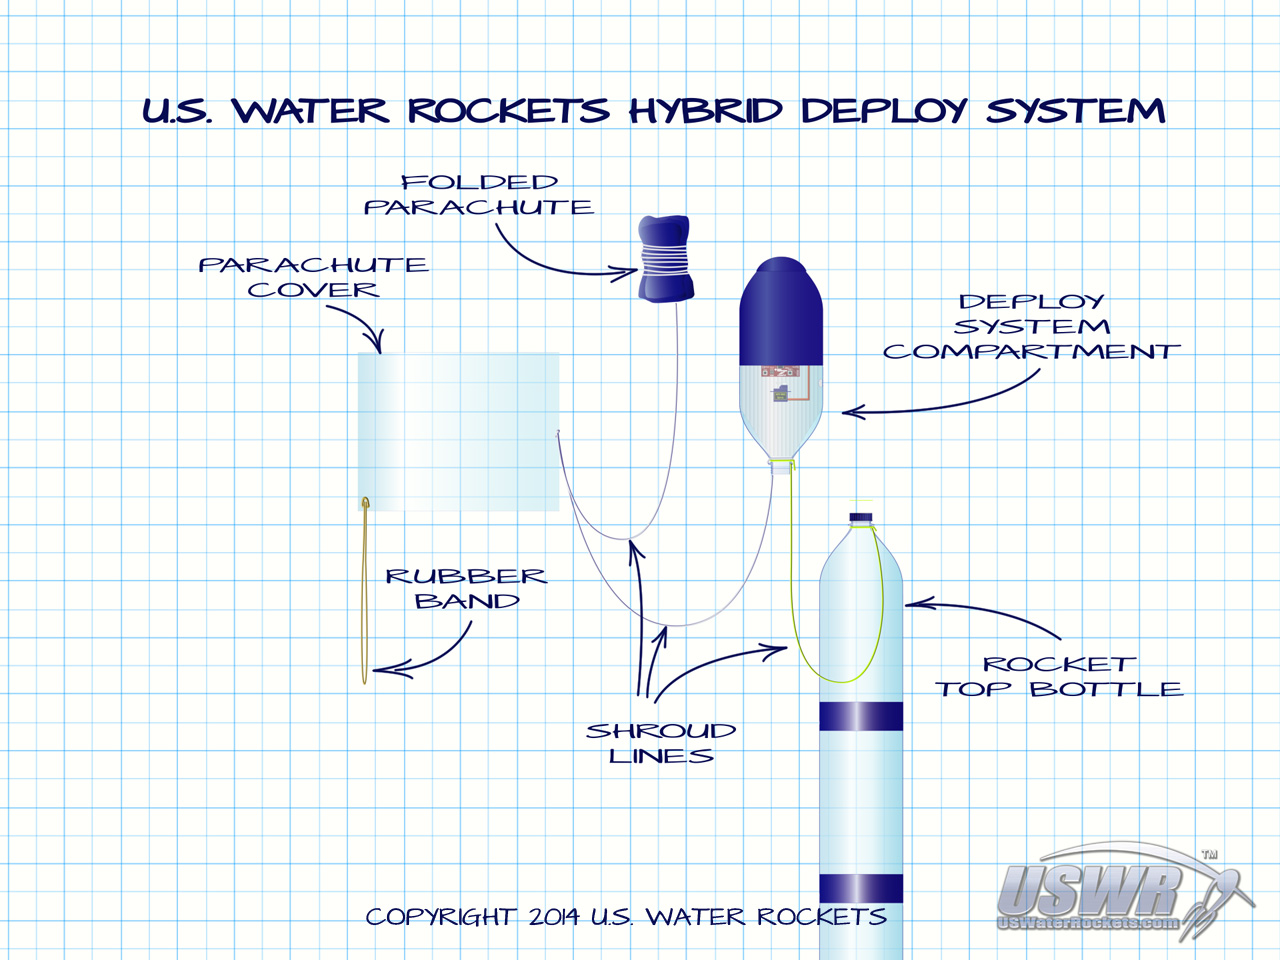 U.S. WATER ROCKETS HYBRID DEPLOY SYSTEM
FOLDED
PARACHUTE
PARACHUTE
COVER
DEPLOY
SYSTEM
COMPARTMENT
RUBBER
BAND
ROCKET
TOP BOTTLE
SHROUD
LINES
COPYRIGHT 2014 U.S. WATER ROCKETS
USWR
TM
USWaterRockets.com